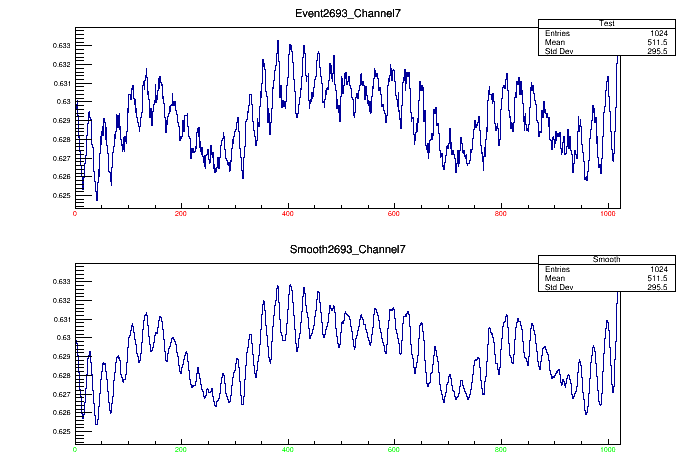 Event2693_Channel7
Test
Entries 1024
Mean 511.5
Std Dev 295.5
0.633
0.632
0.631
0.63
0.629
0.628
0.627
0.626
0.625
0 200 400 600 800 1000
Smooth2693_Channel7
Smooth
Entries 1024
Mean 511.5
Std Dev 295.5
0.633
0.632
0.631
0.63
0.629
0.628
0.627
0.626
0.625
0 200 400 600 800 1000